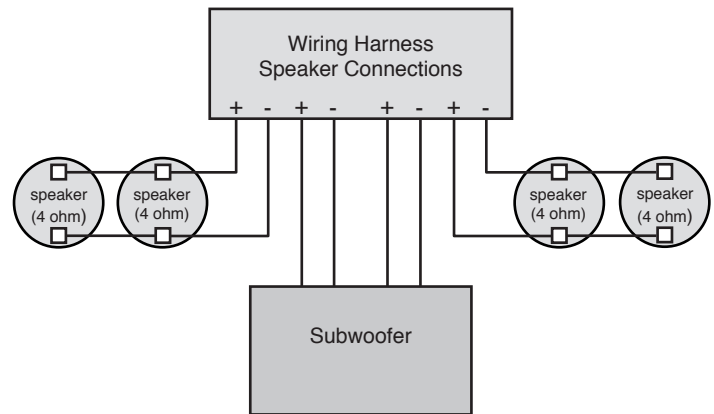 Wiring Harness
Speaker Connections
+ - + - + - + -
speaker
(4 ohm)
speaker
(4 ohm)
speaker
(4 ohm)
speaker
(4 ohm)
Subwoofer